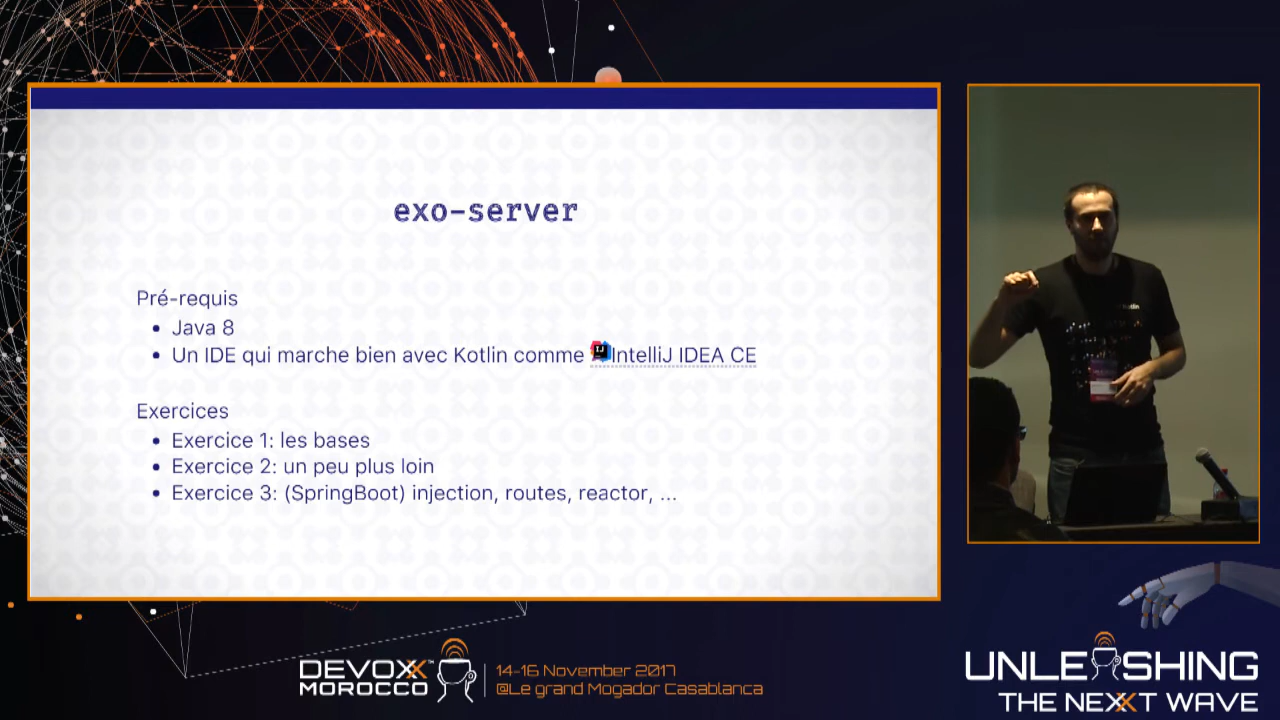 exo-server
Pré-requis
Java 8
Un IDE qui marche bien avec Kotlin comme IJ IntelliJ IDEA CE
Exercices
Exercice 1: les bases
Exercice 2: un peu plus loin
Exercice 3: (SpringBoot) injection, routes, reactor, ...
DEVOXX™
MOROCCO
14-16 November 2017
@Le grand Mogador Casablanca
UNLEASHING
THE NEXXT WAVE